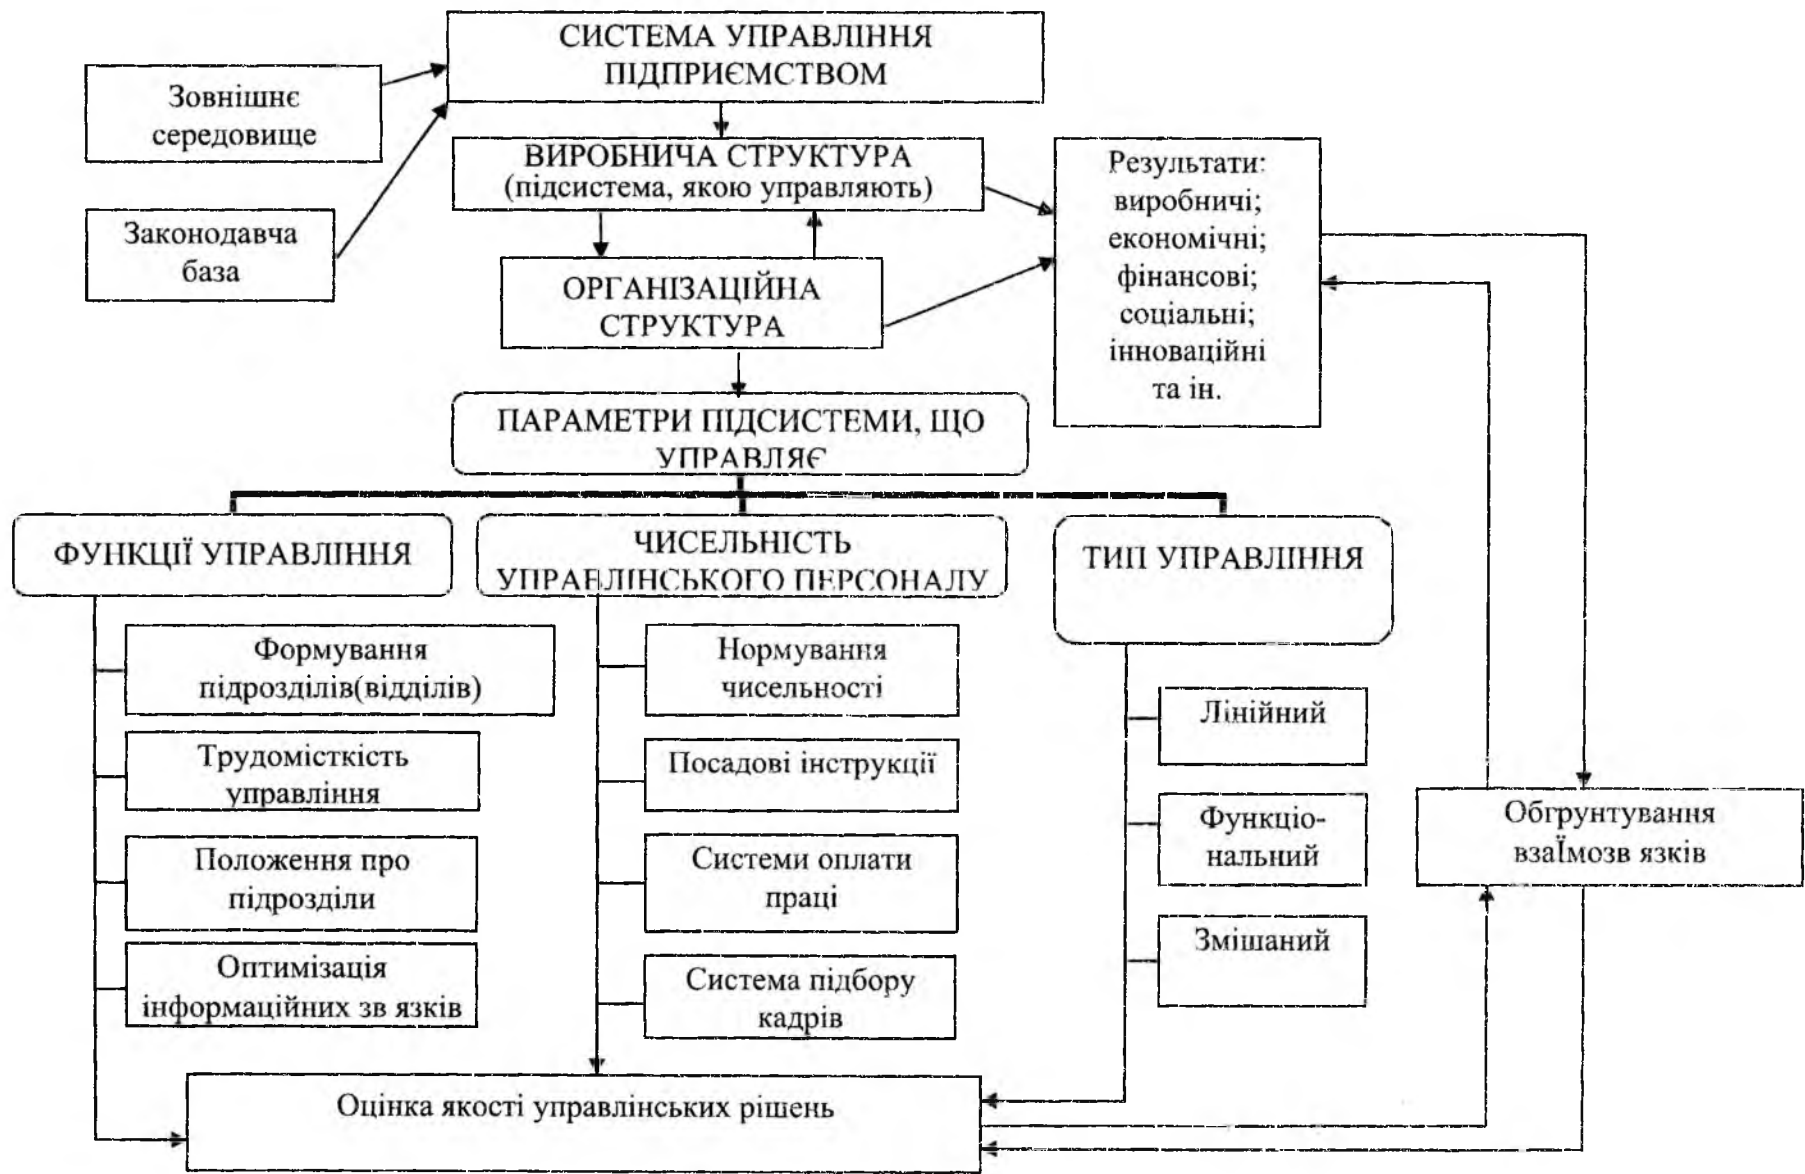 СИСТЕМА УПРАВЛІННЯ
ПІДПРИЄМСТВОМ
Зовнішнє
середовище
Законодавча
база
ВИРОБНИЧА СТРУКТУРА
(підсистема, якою управляють)
ОРГАНІЗАЦІЙНА
СТРУКТУРА
Результати:
виробничі;
економічні;
фінансові;
соціальні;
інноваційні
та ін.
ПАРАМЕТРИ ПІДСИСТЕМИ, ЩО
УПРАВЛЯЄ
ФУНКЦІЇ УПРАВЛІННЯ
ЧИСЕЛЬНІСТЬ
УПРАВЛІНСЬКОГО ПЕРСОНАЛУ
ТИП УПРАВЛІННЯ
Формування
підрозділів(відділів)
Трудомісткість
управління
Положення про
підрозділи
Оптимізація
інформаційних зв язків
Нормування
чисельності
Посадові інструкції
Системи оплати
праці
Система підбору
кадрів
Лінійний
Функціо-
нальний
Змішаний
Обгрунтування
взаЇмозв язків
Оцінка якості управлінських рішень